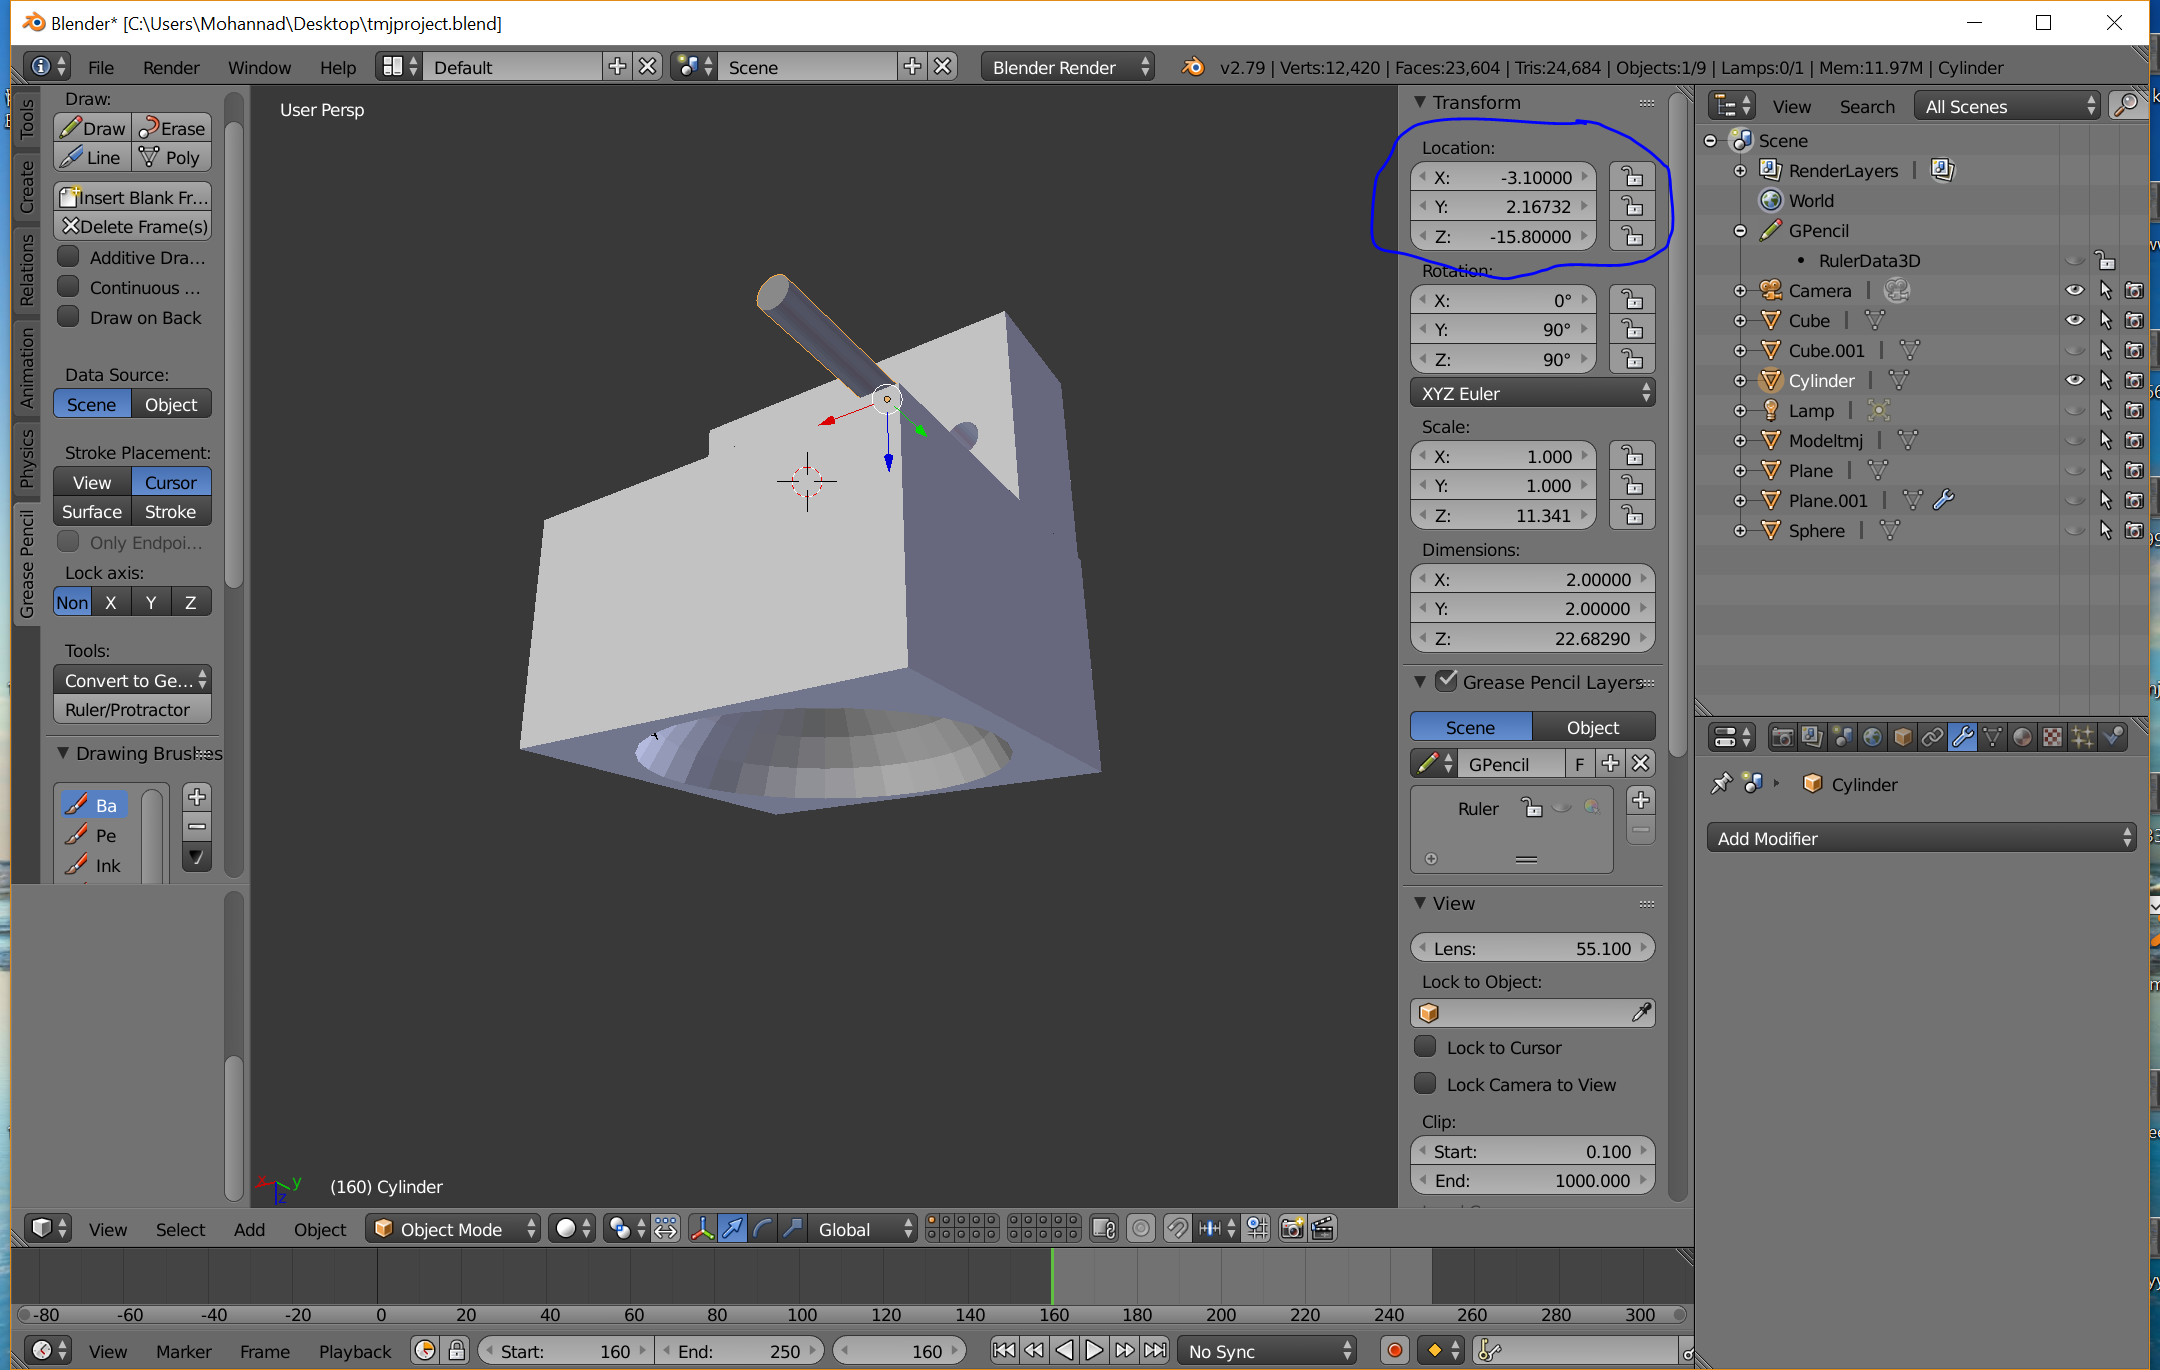 Blender* [C:\Users\Mohannad\Desktop\tmjproject.blend]
File Render Window Help Default Scene Blender Render v2.79 | Verts:12,420 | Faces:23,604 | Tris:24,684 | Objects:1/9 | Lamps:0/1 | Mem:11.97M | Cylinder
Tools
Create
Relations
Animation
Physics
Grease Pencil
Draw:
Draw Erase
Line Poly
Insert Blank Fr...
Delete Frame(s)
Additive Dra...
Continuous ...
Draw on Back
Data Source:
Scene Object
Stroke Placement:
View Cursor
Surface Stroke
Only Endpoi...
Lock axis:
Non X Y Z
Tools:
Convert to Ge...
Ruler/Protractor
Drawing Brushes
Ba
Pe
Ink
User Persp
x y
z
(160) Cylinder
Transform
Location:
X: -3.10000
Y: 2.16732
Z: -15.80000
Rotation:
X: 0°
Y: 90°
Z: 90°
XYZ Euler
Scale:
X: 1.000
Y: 1.000
Z: 11.341
Dimensions:
X: 2.00000
Y: 2.00000
Z: 22.68290
Grease Pencil Layers
Scene Object
GPencil F
Ruler
View
Lens: 55.100
Lock to Object:
Lock to Cursor
Lock Camera to View
Clip:
Start: 0.100
End: 1000.000
View Search All Scenes
Scene
RenderLayers |
World
GPencil
RulerData3D
Camera |
Cube |
Cube.001 |
Cylinder |
Lamp |
Modeltmj |
Plane |
Plane.001 |
Sphere |
Cylinder
Add Modifier
View Select Add Object Object Mode Global
-80 -60 -40 -20 0 20 40 60 80 100 120 140 160 180 200 220 240 260 280 300
View Marker Frame Playback Start: 160 End: 250 160 No Sync